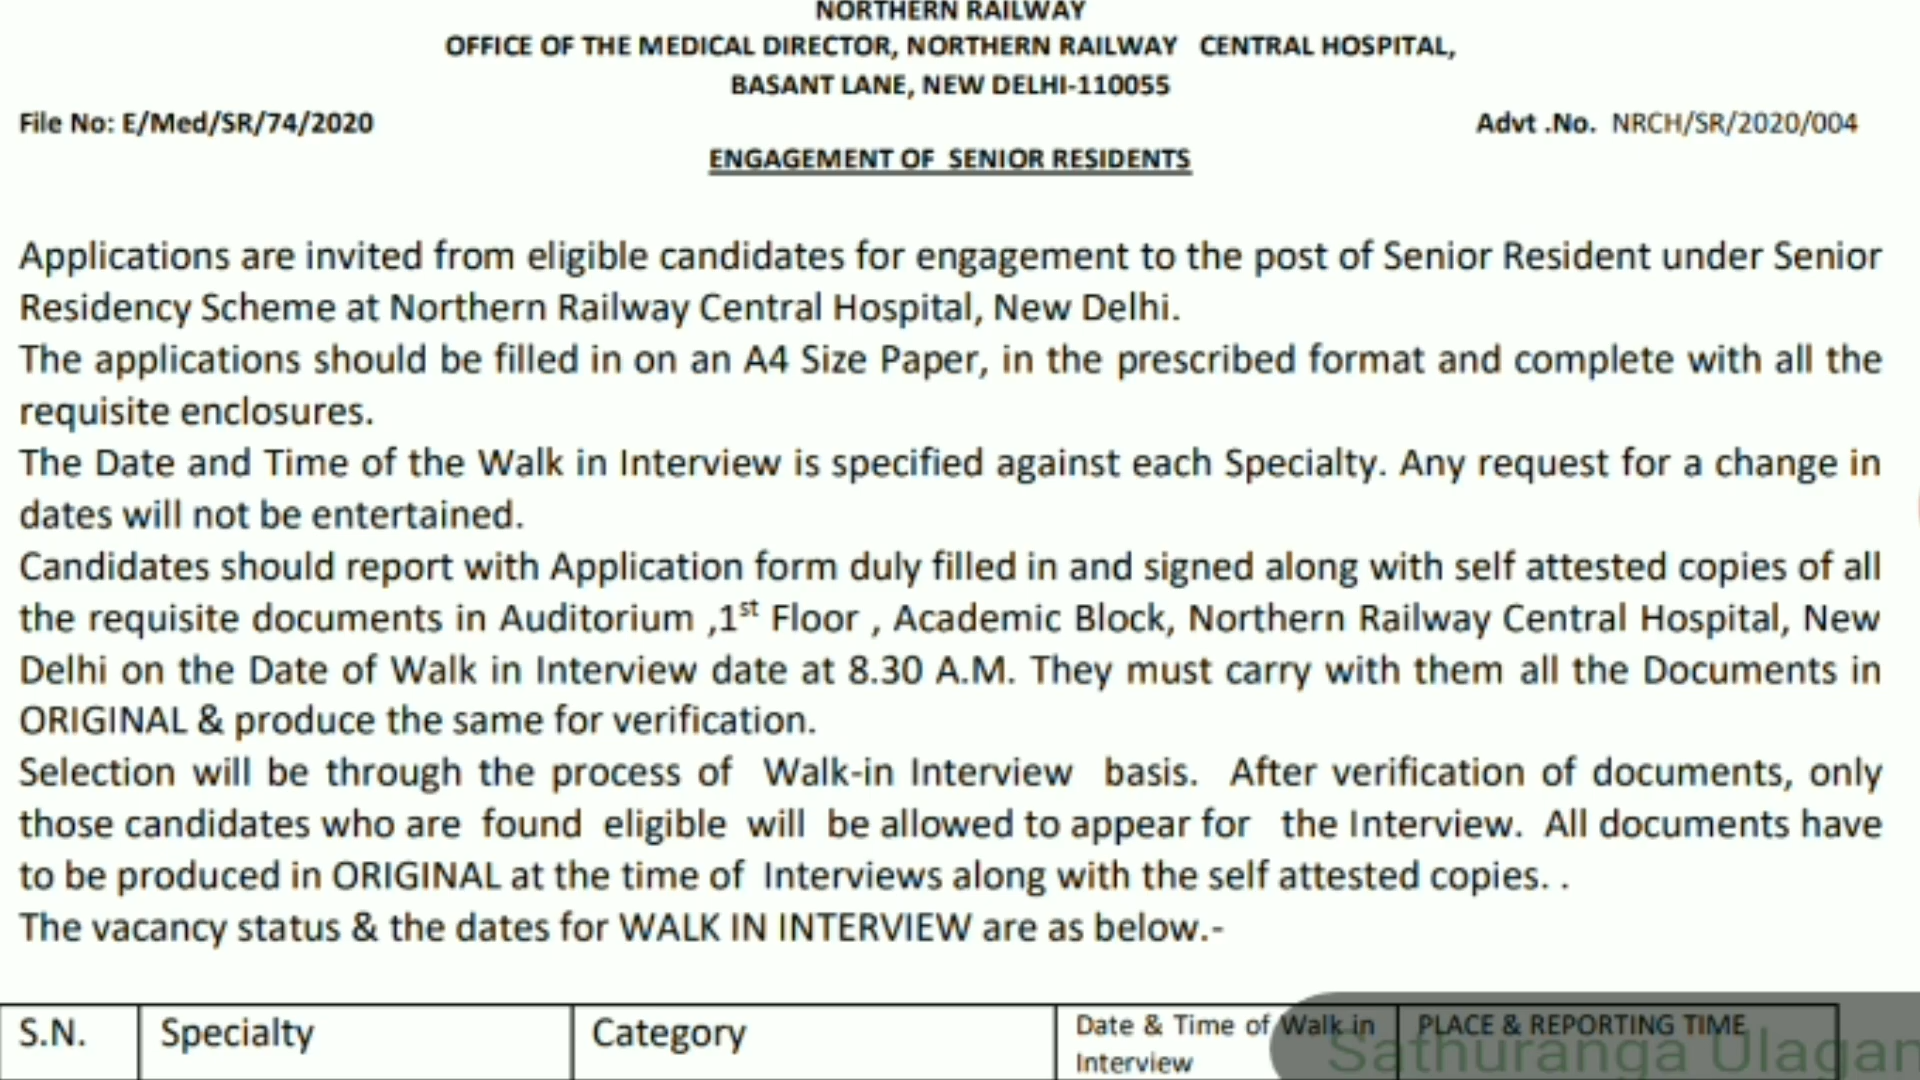 NORTHERN RAILWAY
OFFICE OF THE MEDICAL DIRECTOR, NORTHERN RAILWAY CENTRAL HOSPITAL,
BASANT LANE, NEW DELHI-110055
File No: E/Med/SR/74/2020 Advt .No. NRCH/SR/2020/004
ENGAGEMENT OF SENIOR RESIDENTS
Applications are invited from eligible candidates for engagement to the post of Senior Resident under Senior
Residency Scheme at Northern Railway Central Hospital, New Delhi.
The applications should be filled in on an A4 Size Paper, in the prescribed format and complete with all the
requisite enclosures.
The Date and Time of the Walk in Interview is specified against each Specialty. Any request for a change in
dates will not be entertained.
Candidates should report with Application form duly filled in and signed along with self attested copies of all
the requisite documents in Auditorium ,1st Floor , Academic Block, Northern Railway Central Hospital, New
Delhi on the Date of Walk in Interview date at 8.30 A.M. They must carry with them all the Documents in
ORIGINAL & produce the same for verification.
Selection will be through the process of Walk-in Interview basis. After verification of documents, only
those candidates who are found eligible will be allowed to appear for the Interview. All documents have
to be produced in ORIGINAL at the time of Interviews along with the self attested copies. .
The vacancy status & the dates for WALK IN INTERVIEW are as below.-
S.N. Specialty Category Date & Time of Walk in Interview PLACE & REPORTING TIME
Sathuranga Ulagan